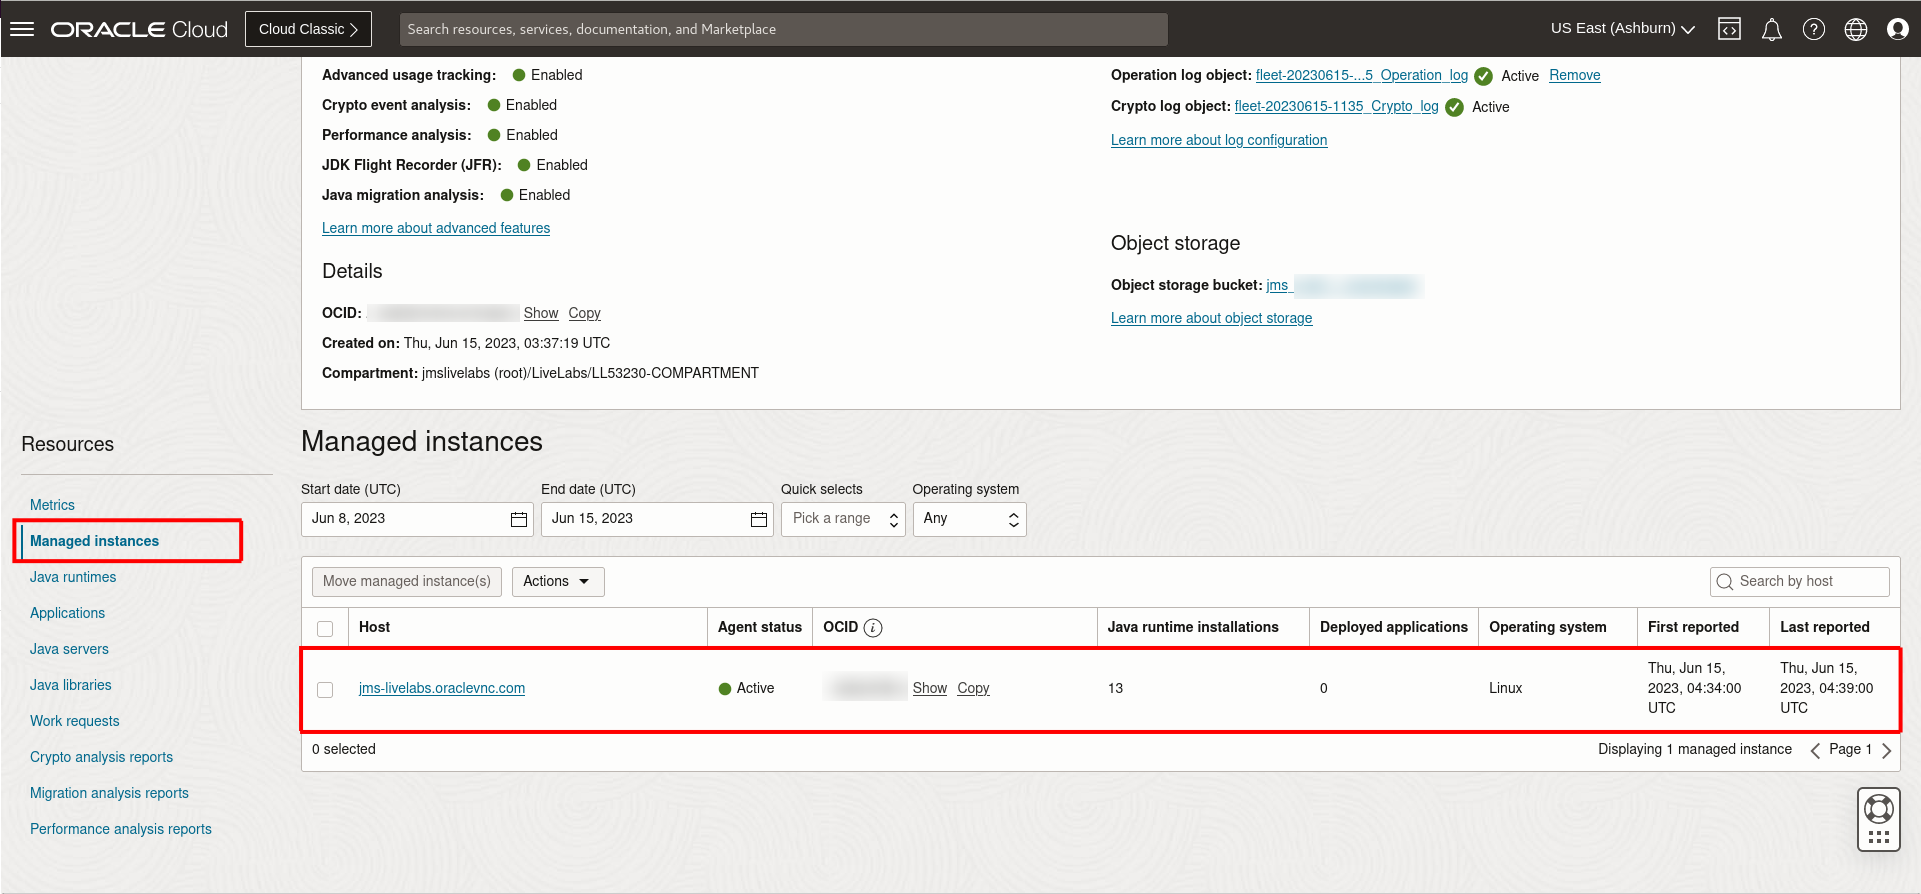 ORACLE Cloud
Cloud Classic
Search resources, services, documentation, and Marketplace
US East (Ashburn)
Advanced usage tracking: Enabled
Crypto event analysis: Enabled
Performance analysis: Enabled
JDK Flight Recorder (JFR): Enabled
Java migration analysis: Enabled
Learn more about advanced features
Details
OCID: Show Copy
Created on: Thu, Jun 15, 2023, 03:37:19 UTC
Compartment: jmslivelabs (root)/LiveLabs/LL53230-COMPARTMENT
Operation log object: fleet-20230615-...5_Operation_log Active Remove
Crypto log object: fleet-20230615-1135_Crypto_log Active
Learn more about log configuration
Object storage
Object storage bucket: jms_
Learn more about object storage
Resources
Metrics
Managed instances
Java runtimes
Applications
Java servers
Java libraries
Work requests
Crypto analysis reports
Migration analysis reports
Performance analysis reports
Managed instances
Start date (UTC) End date (UTC) Quick selects Operating system
Jun 8, 2023 Jun 15, 2023 Pick a range Any
Move managed instance(s) Actions Search by host
Host Agent status OCID Java runtime installations Deployed applications Operating system First reported Last reported
jms-livelabs.oraclevnc.com Active Show Copy 13 0 Linux
Thu, Jun 15,
2023, 04:34:00
UTC
Thu, Jun 15,
2023, 04:39:00
UTC
0 selected Displaying 1 managed instance Page 1